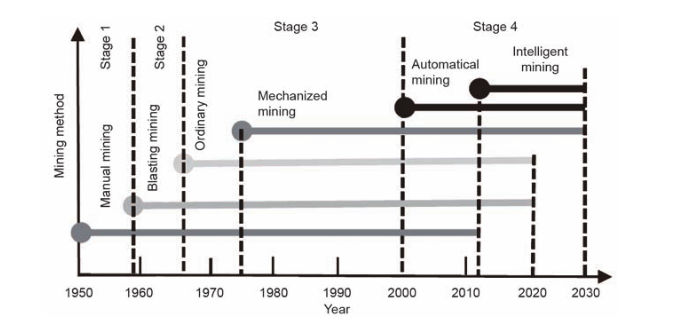 Stage 1
Stage 2
Stage 3
Stage 4
Mining method
Manual mining
Blasting mining
Ordinary mining
Mechanized
mining
Automatical
mining
Intelligent
mining
1950 1960 1970 1980 1990 2000 2010 2020 2030
Year